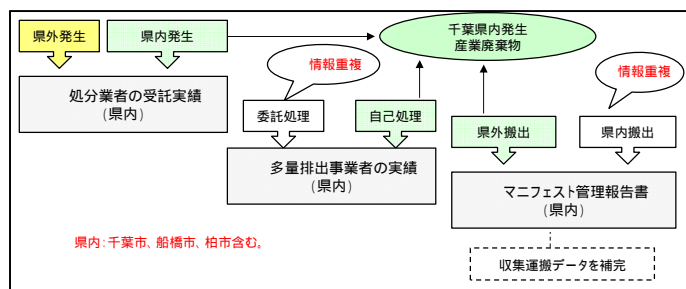 県外発生
県内発生
千葉県内発生
産業廃棄物
情報重複
情報重複
処分業者の受託実績
(県内)
委託処理
自己処理
県外搬出
県内搬出
多量排出事業者の実績
(県内)
マニフェスト管理報告書
(県内)
県内：千葉市、船橋市、柏市含む。
収集運搬データを補完